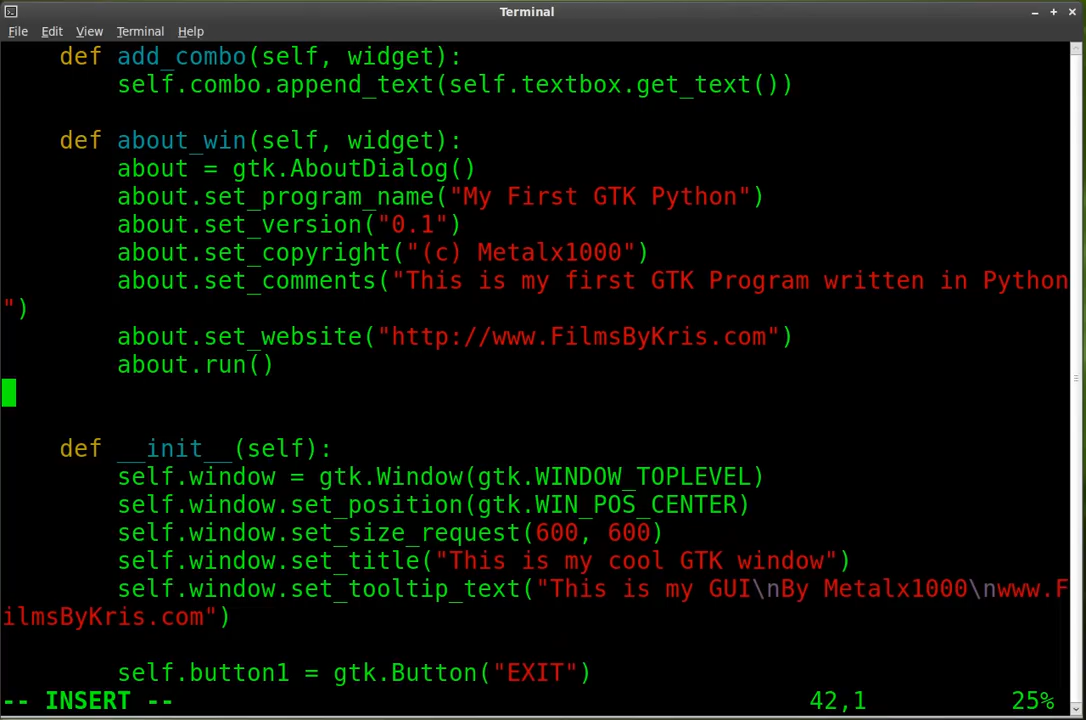 Terminal
File Edit View Terminal Help
    def add_combo(self, widget):
        self.combo.append_text(self.textbox.get_text())

    def about_win(self, widget):
        about = gtk.AboutDialog()
        about.set_program_name("My First GTK Python")
        about.set_version("0.1")
        about.set_copyright("(c) Metalx1000")
        about.set_comments("This is my first GTK Program written in Python
")
        about.set_website("http://www.FilmsByKris.com")
        about.run()

    def __init__(self):
        self.window = gtk.Window(gtk.WINDOW_TOPLEVEL)
        self.window.set_position(gtk.WIN_POS_CENTER)
        self.window.set_size_request(600, 600)
        self.window.set_title("This is my cool GTK window")
        self.window.set_tooltip_text("This is my GUI\nBy Metalx1000\nwww.F
ilmsByKris.com")

        self.button1 = gtk.Button("EXIT")
-- INSERT -- 42,1 25%